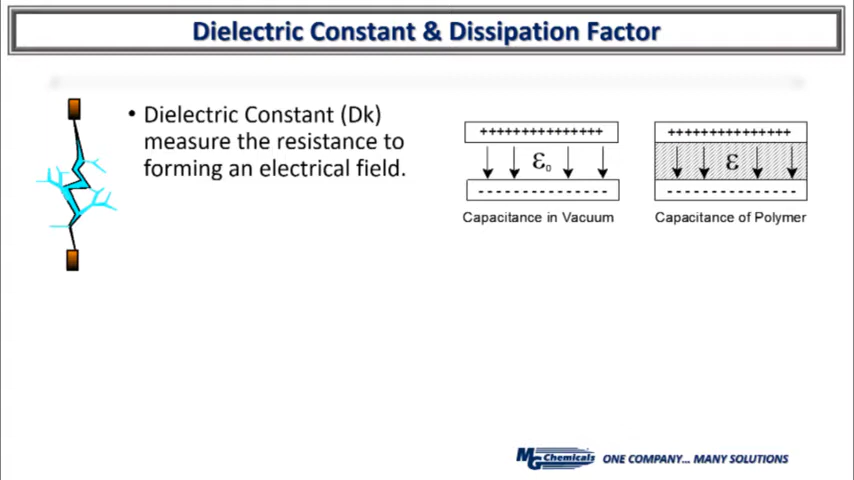 Dielectric Constant & Dissipation Factor
• Dielectric Constant (Dk)
measure the resistance to
forming an electrical field.
+++++++++++++++
ε₀
---------------
Capacitance in Vacuum
+++++++++++++++
ε
---------------
Capacitance of Polymer
MG Chemicals ONE COMPANY... MANY SOLUTIONS